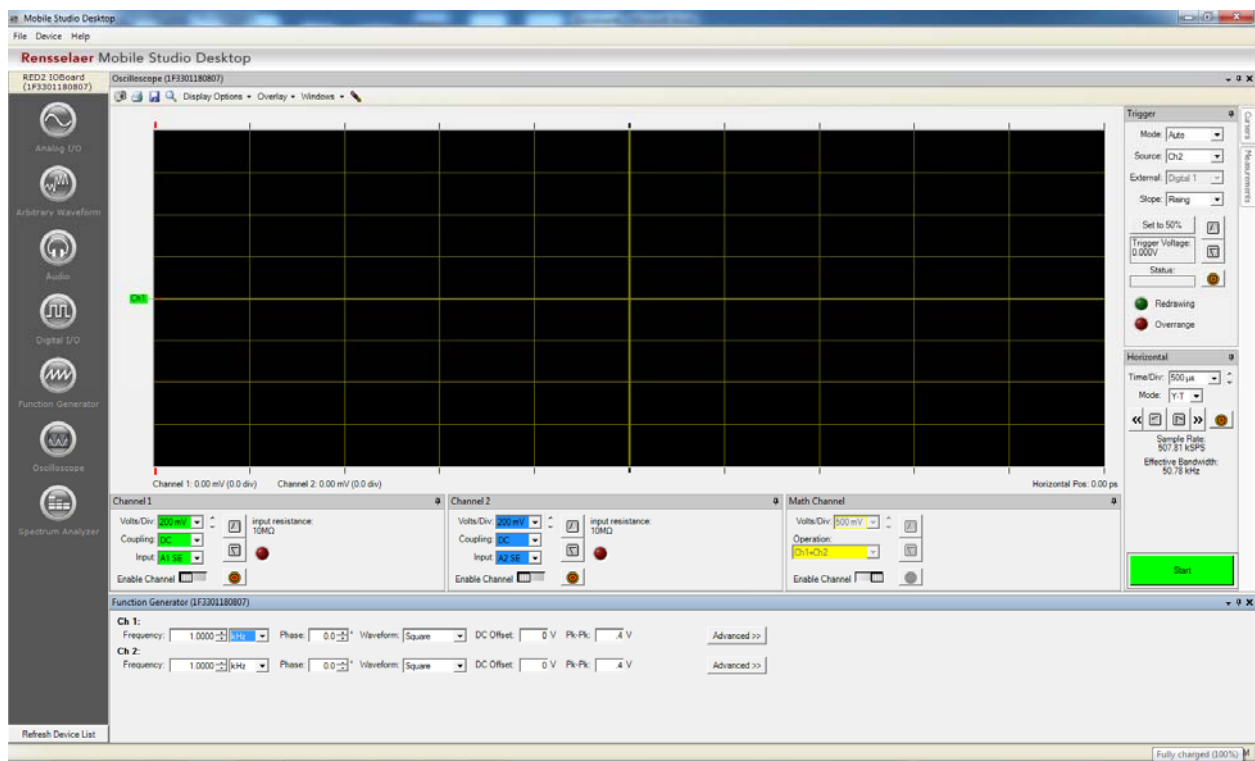 Mobile Studio Desktop
File Device Help
Rensselaer Mobile Studio Desktop
RED2 IOBoard
(1F3301180807)
Analog I/O
Arbitrary Waveform
Audio
Digital I/O
Function Generator
Oscilloscope
Spectrum Analyzer
Refresh Device List
Oscilloscope (1F3301180807)
Display Options Overlay Windows
Ch1
Channel 1: 0.00 mV (0.0 div) Channel 2: 0.00 mV (0.0 div) Horizontal Pos: 0.00 ps
Trigger
Mode: Auto
Source: Ch2
External: Digital 1
Slope: Rising
Set to 50%
Trigger Voltage:
0.000V
Status:
Redrawing
Overrange
Cursors
Measurements
Horizontal
Time/Div: 500 µs
Mode: Y-T
Sample Rate:
507.81 kSPS
Effective Bandwidth:
50.78 kHz
Start
Channel 1
Volts/Div: 200 mV
input resistance:
10MΩ
Coupling: DC
Input: A1 SE
Enable Channel
Channel 2
Volts/Div: 200 mV
input resistance:
10MΩ
Coupling: DC
Input: A2 SE
Enable Channel
Math Channel
Volts/Div: 500 mV
Operation:
Ch1+Ch2
Enable Channel
Function Generator (1F3301180807)
Ch 1:
Frequency: 1.0000 kHz Phase: 0.0 ° Waveform: Square DC Offset: 0 V Pk-Pk: .4 V Advanced >>
Ch 2:
Frequency: 1.0000 kHz Phase: 0.0 ° Waveform: Square DC Offset: 0 V Pk-Pk: .4 V Advanced >>
Fully charged (100%) M